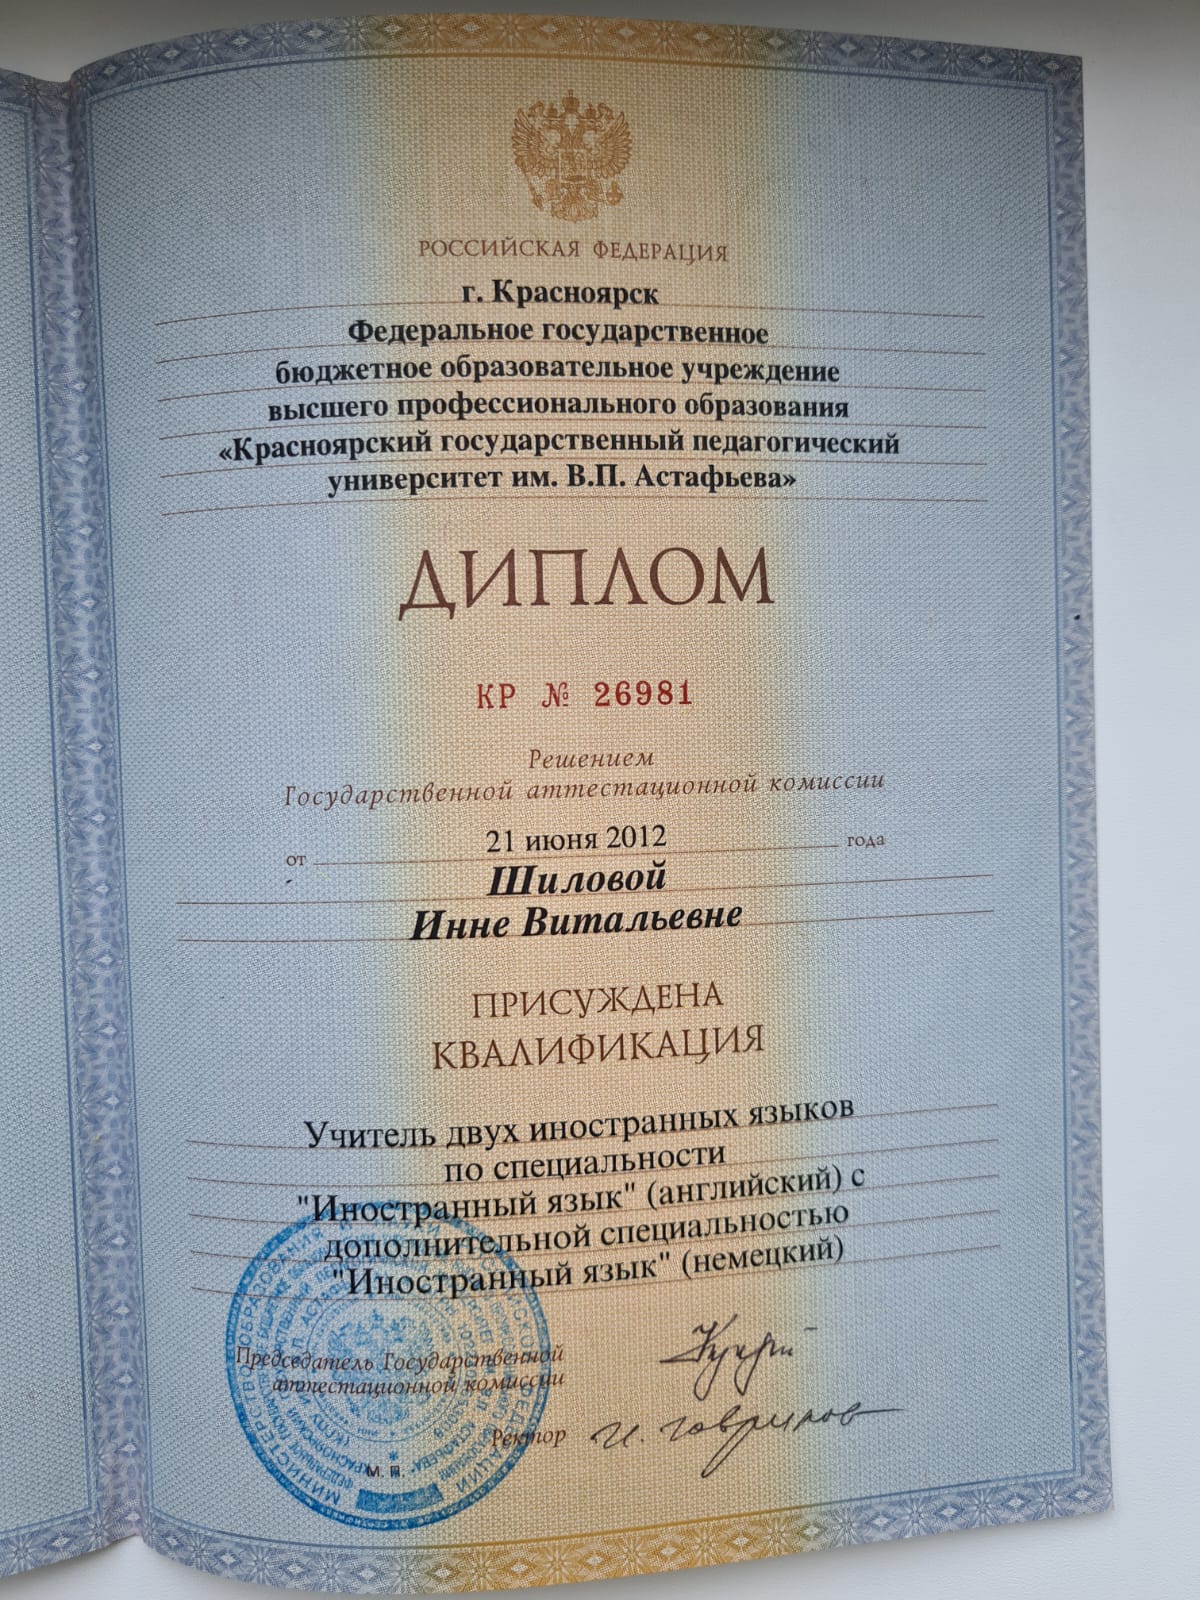 РОССИЙСКАЯ ФЕДЕРАЦИЯ
г. Красноярск
Федеральное государственное
бюджетное образовательное учреждение
высшего профессионального образования
«Красноярский государственный педагогический
университет им. В.П. Астафьева»
ДИПЛОМ
КР № 26981
Решением
Государственной аттестационной комиссии
от 21 июня 2012 года
Шиловой
Инне Витальевне
ПРИСУЖДЕНА
КВАЛИФИКАЦИЯ
Учитель двух иностранных языков
по специальности
"Иностранный язык" (английский) с
дополнительной специальностью
"Иностранный язык" (немецкий)
Председатель Государственной
аттестационной комиссии
Ректор
М. П.